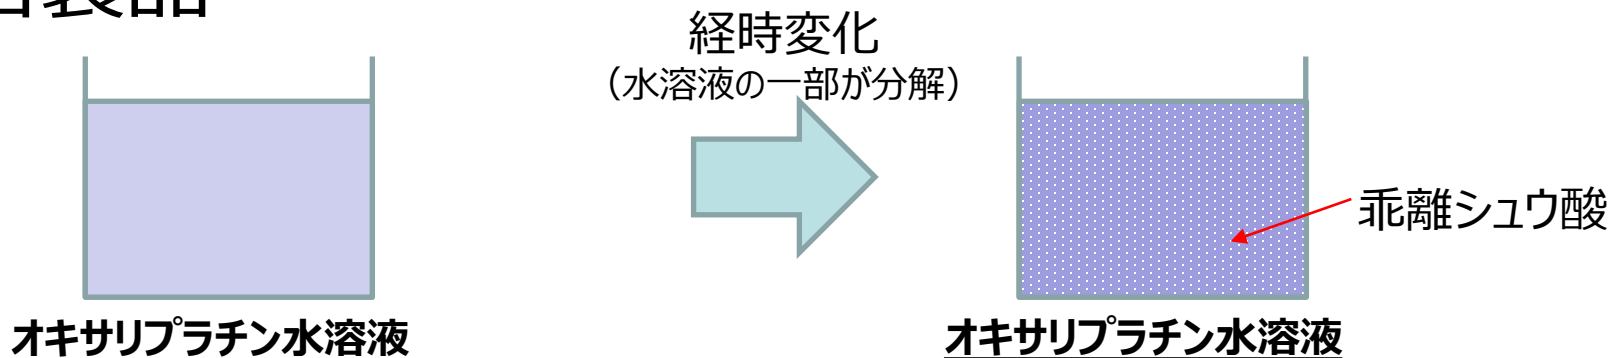 経時変化
（水溶液の一部が分解）
乖離シュウ酸
オキサリプラチン水溶液
オキサリプラチン水溶液